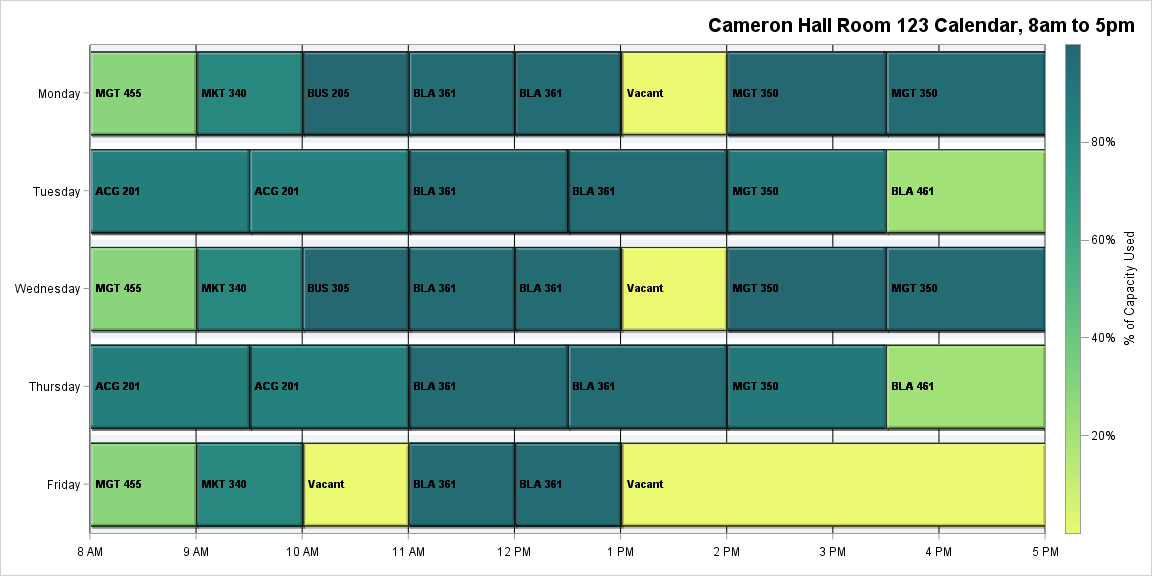 Cameron Hall Room 123 Calendar, 8am to 5pm
Monday
MGT 455
MKT 340
BUS 205
BLA 361
BLA 361
Vacant
MGT 350
MGT 350
Tuesday
ACG 201
ACG 201
BLA 361
BLA 361
MGT 350
BLA 461
Wednesday
MGT 455
MKT 340
BUS 305
BLA 361
BLA 361
Vacant
MGT 350
MGT 350
Thursday
ACG 201
ACG 201
BLA 361
BLA 361
MGT 350
BLA 461
Friday
MGT 455
MKT 340
Vacant
BLA 361
BLA 361
Vacant
8 AM
9 AM
10 AM
11 AM
12 PM
1 PM
2 PM
3 PM
4 PM
5 PM
80%
60%
40%
20%
% of Capacity Used